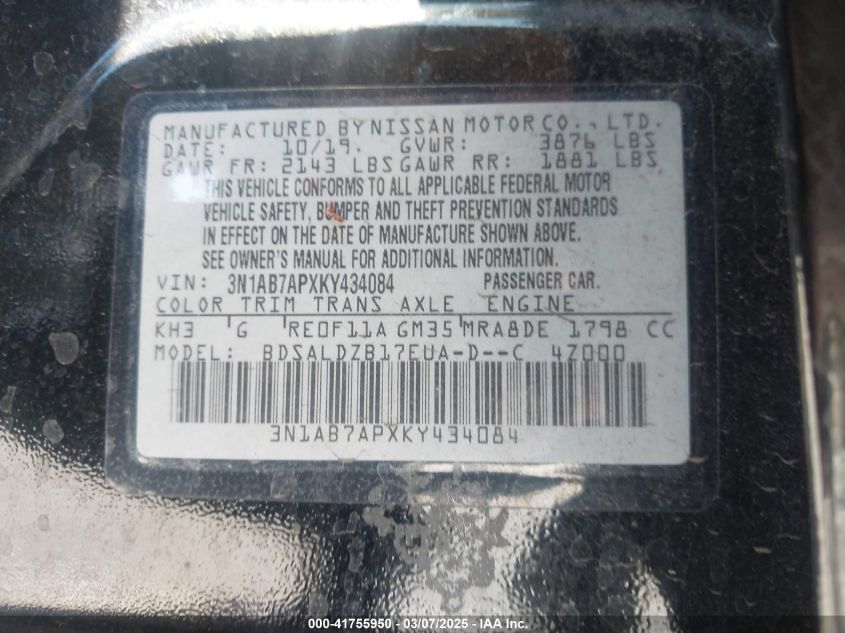 MANUFACTURED BY NISSAN MOTOR CO., LTD.
DATE: 10/19. GVWR: 3876 LBS
GAWR FR: 2143 LBS GAWR RR: 1881 LBS
THIS VEHICLE CONFORMS TO ALL APPLICABLE FEDERAL MOTOR
VEHICLE SAFETY, BUMPER AND THEFT PREVENTION STANDARDS
IN EFFECT ON THE DATE OF MANUFACTURE SHOWN ABOVE.
SEE OWNER'S MANUAL FOR ADDITIONAL INFORMATION.
VIN: 3N1AB7APXKY434084 PASSENGER CAR.
COLOR TRIM TRANS AXLE ENGINE
KH3 G RE0F11A GM35 MRA8DE 1798 CC
MODEL: BDSALDZB17EUA-D--C 4Z000
3N1AB7APXKY434084
000-41755950 - 03/07/2025 - IAA Inc.